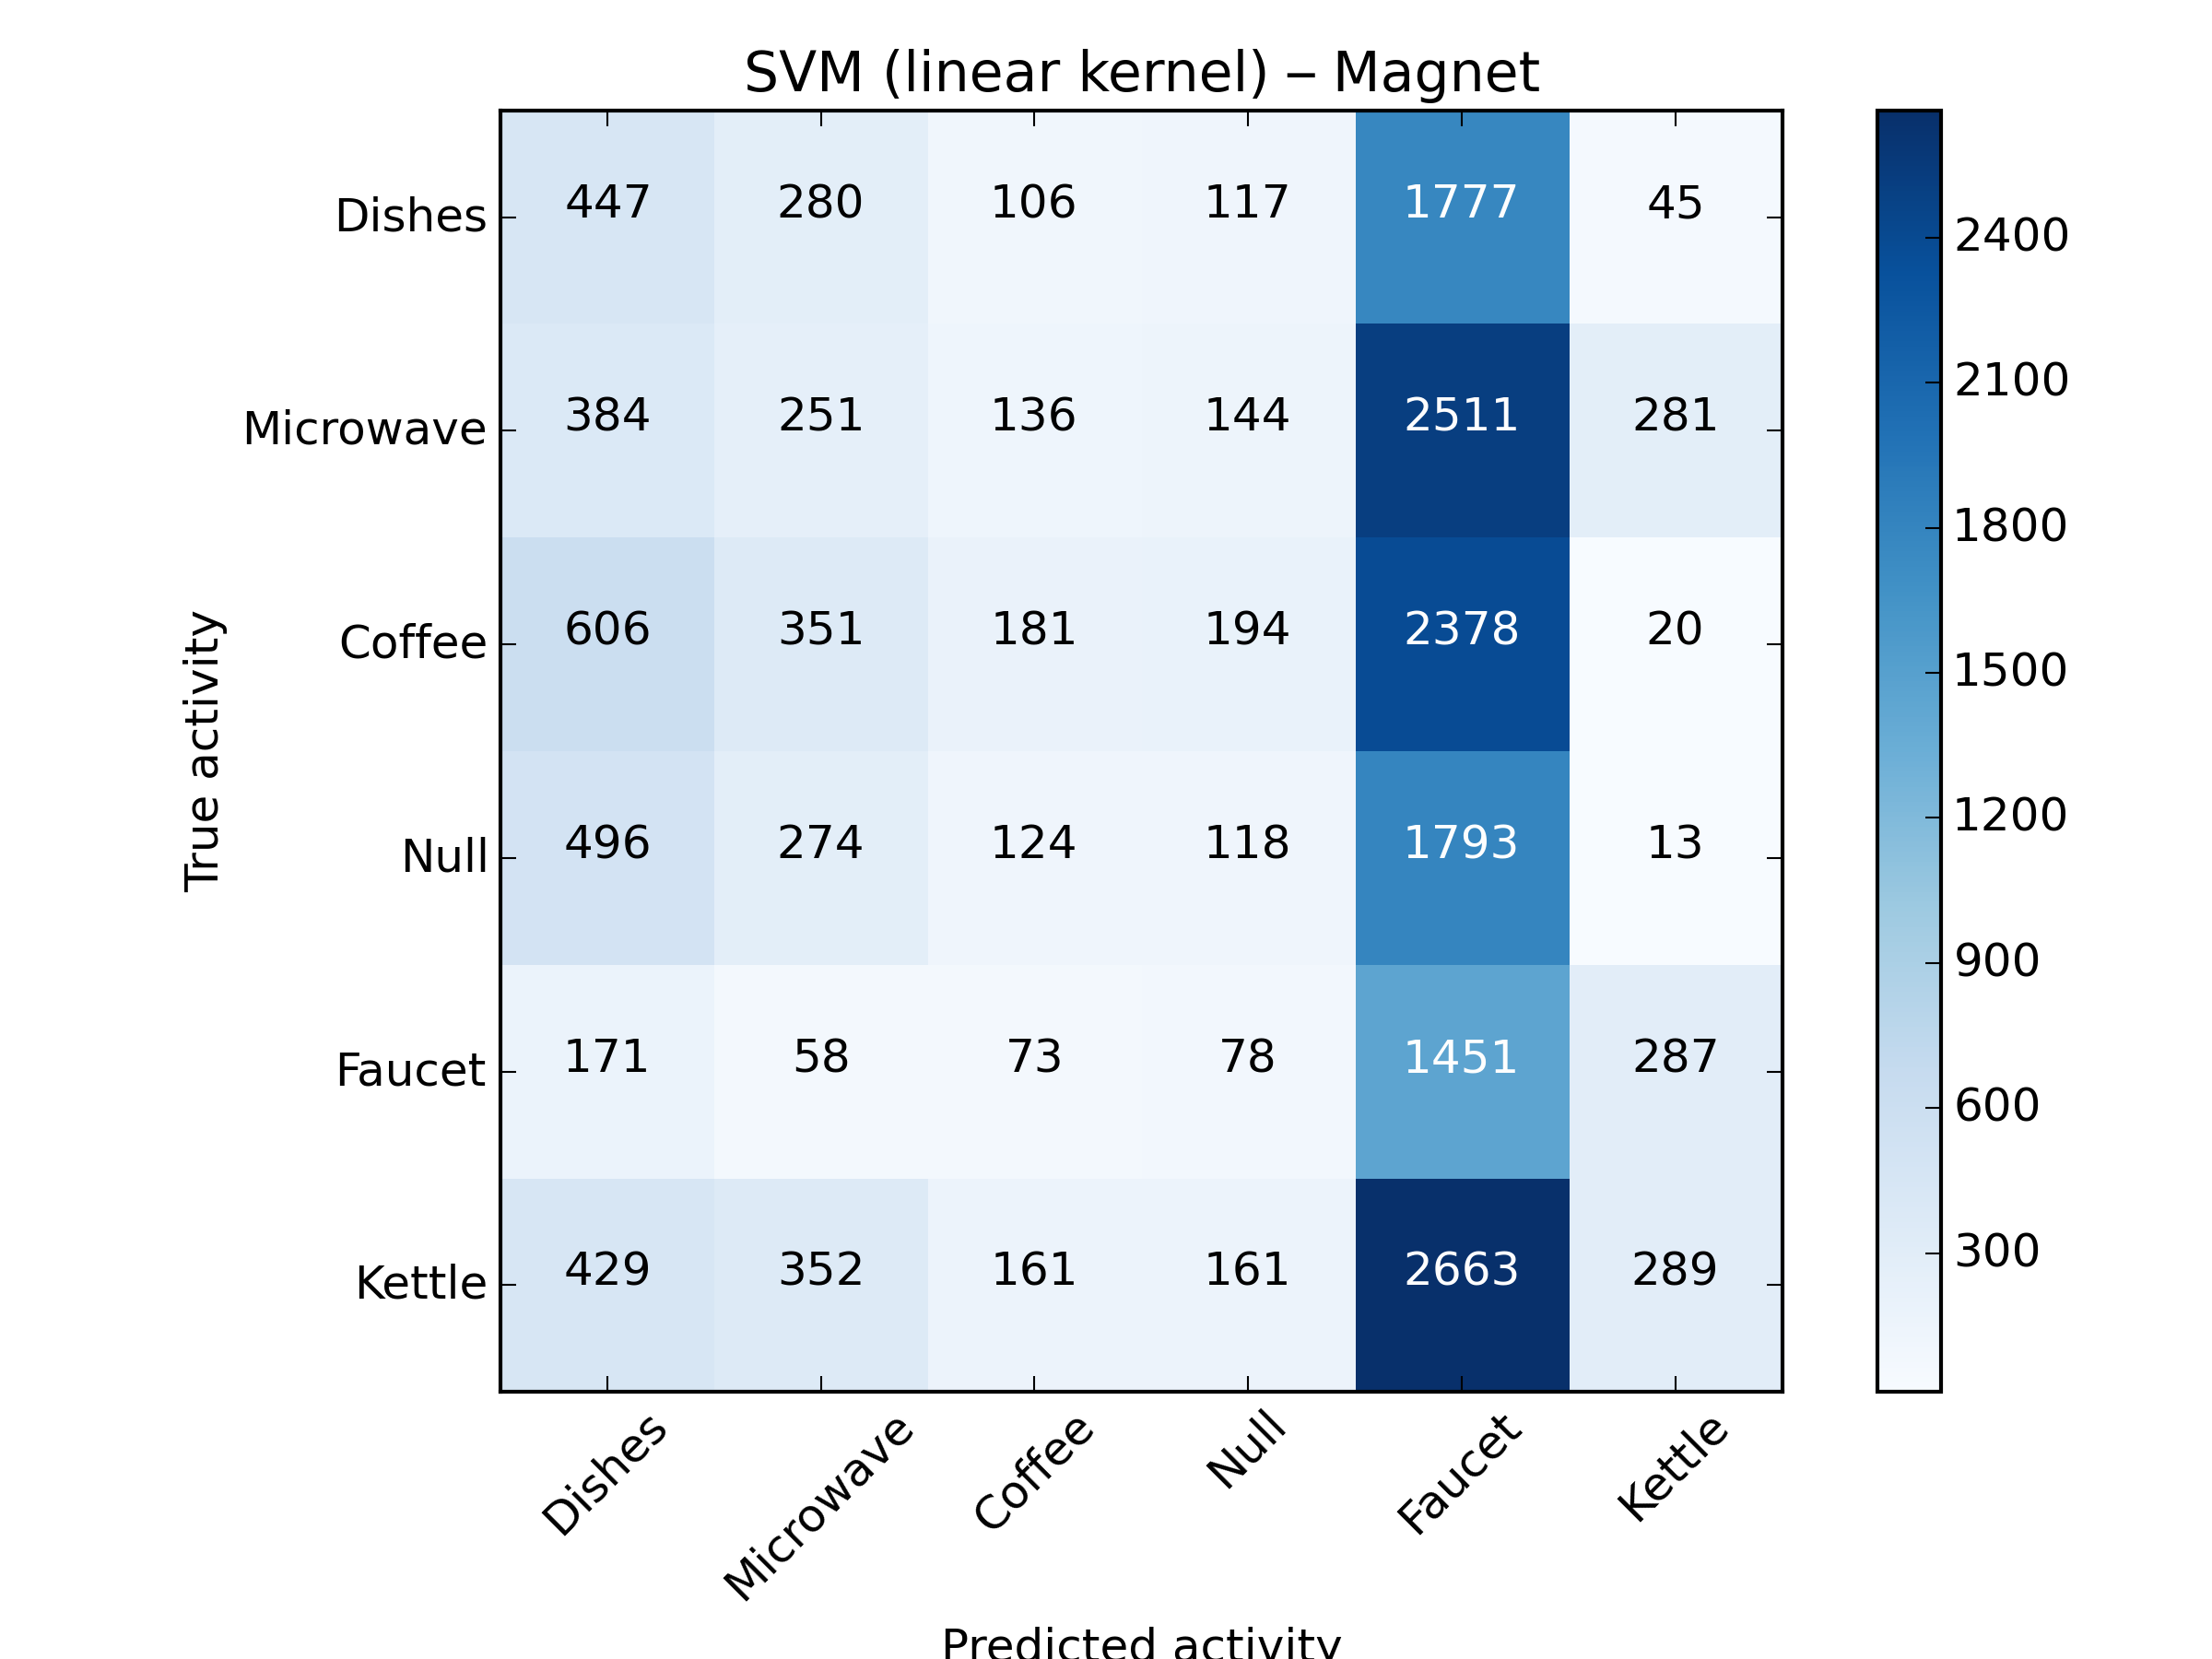 SVM (linear kernel) – Magnet
Dishes 447 280 106 117 1777 45
Microwave 384 251 136 144 2511 281
Coffee 606 351 181 194 2378 20
Null 496 274 124 118 1793 13
Faucet 171 58 73 78 1451 287
Kettle 429 352 161 161 2663 289
True activity
Dishes Microwave Coffee Null Faucet Kettle
Predicted activity
2400
2100
1800
1500
1200
900
600
300